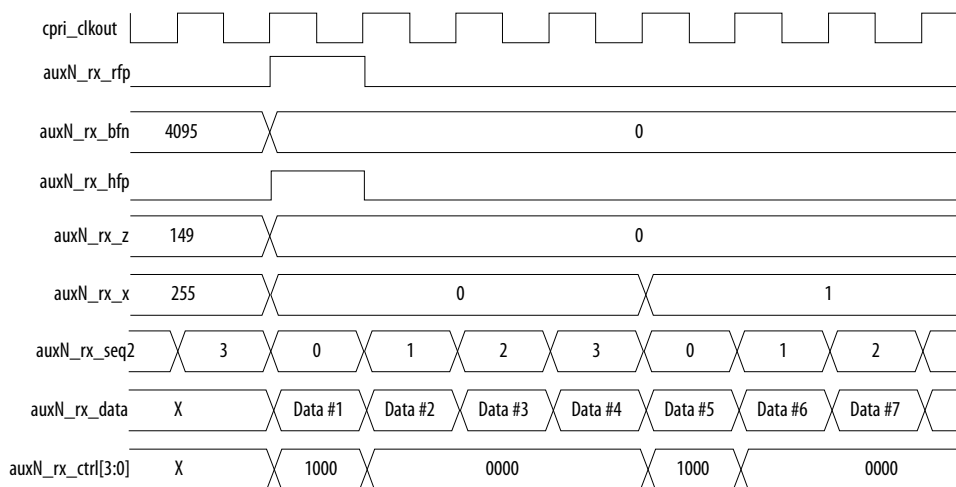 cpri_clkout
auxN_rx_rfp
auxN_rx_bfn 4095 0
auxN_rx_hfp
auxN_rx_z 149 0
auxN_rx_x 255 0 1
auxN_rx_seq 2 3 0 1 2 3 0 1 2
auxN_rx_data X Data #1 Data #2 Data #3 Data #4 Data #5 Data #6 Data #7
auxN_rx_ctrl[3:0] X 1000 0000 1000 0000